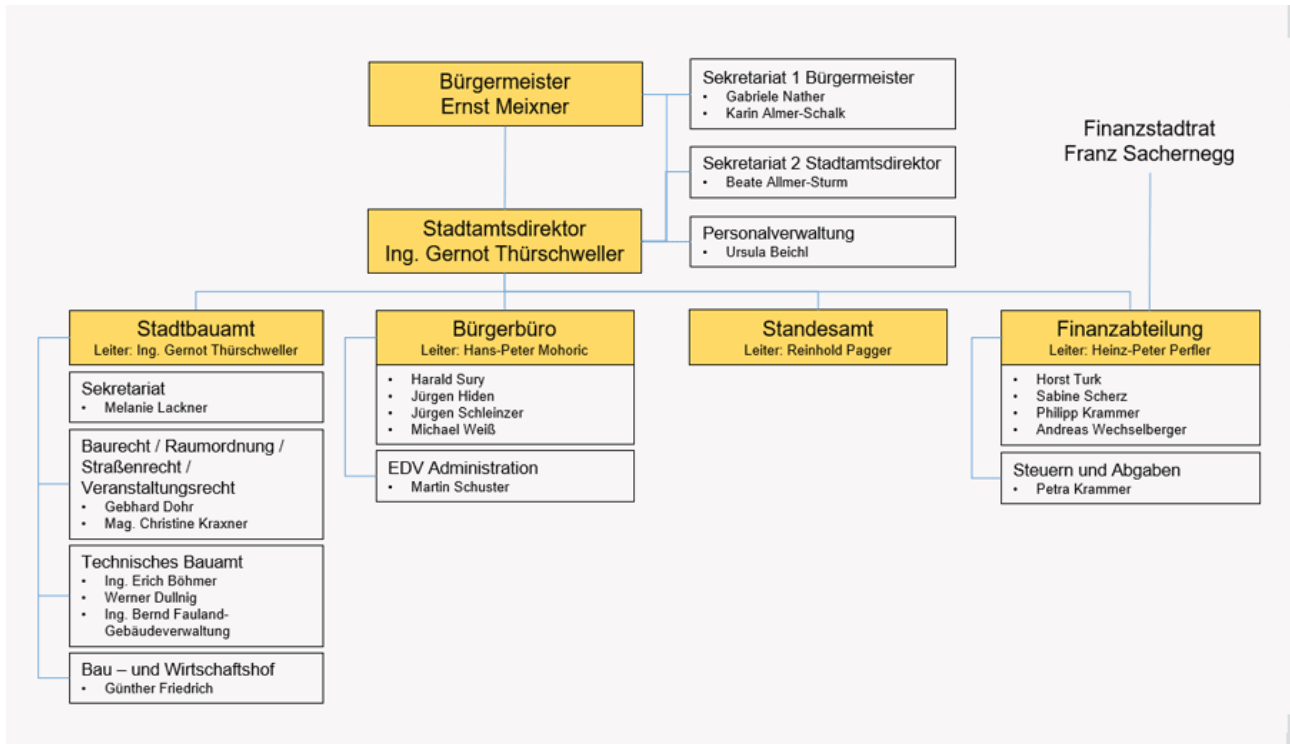 Bürgermeister
Ernst Meixner
Sekretariat 1 Bürgermeister
• Gabriele Nather
• Karin Almer-Schalk
Sekretariat 2 Stadtamtsdirektor
• Beate Allmer-Sturm
Finanzstadtrat
Franz Sachernegg
Stadtamtsdirektor
Ing. Gernot Thürschweller
Personalverwaltung
• Ursula Beichl
Stadtbauamt
Leiter: Ing. Gernot Thürschweller
Sekretariat
• Melanie Lackner
Baurecht / Raumordnung /
Straßenrecht /
Veranstaltungsrecht
• Gebhard Dohr
• Mag. Christine Kraxner
Technisches Bauamt
• Ing. Erich Böhmer
• Werner Dullnig
• Ing. Bernd Fauland-
Gebäudeverwaltung
Bau – und Wirtschaftshof
• Günther Friedrich
Bürgerbüro
Leiter: Hans-Peter Mohoric
• Harald Sury
• Jürgen Hiden
• Jürgen Schleinzer
• Michael Weiß
EDV Administration
• Martin Schuster
Standesamt
Leiter: Reinhold Pagger
Finanzabteilung
Leiter: Heinz-Peter Perfler
• Horst Turk
• Sabine Scherz
• Philipp Krammer
• Andreas Wechselberger
Steuern und Abgaben
• Petra Krammer